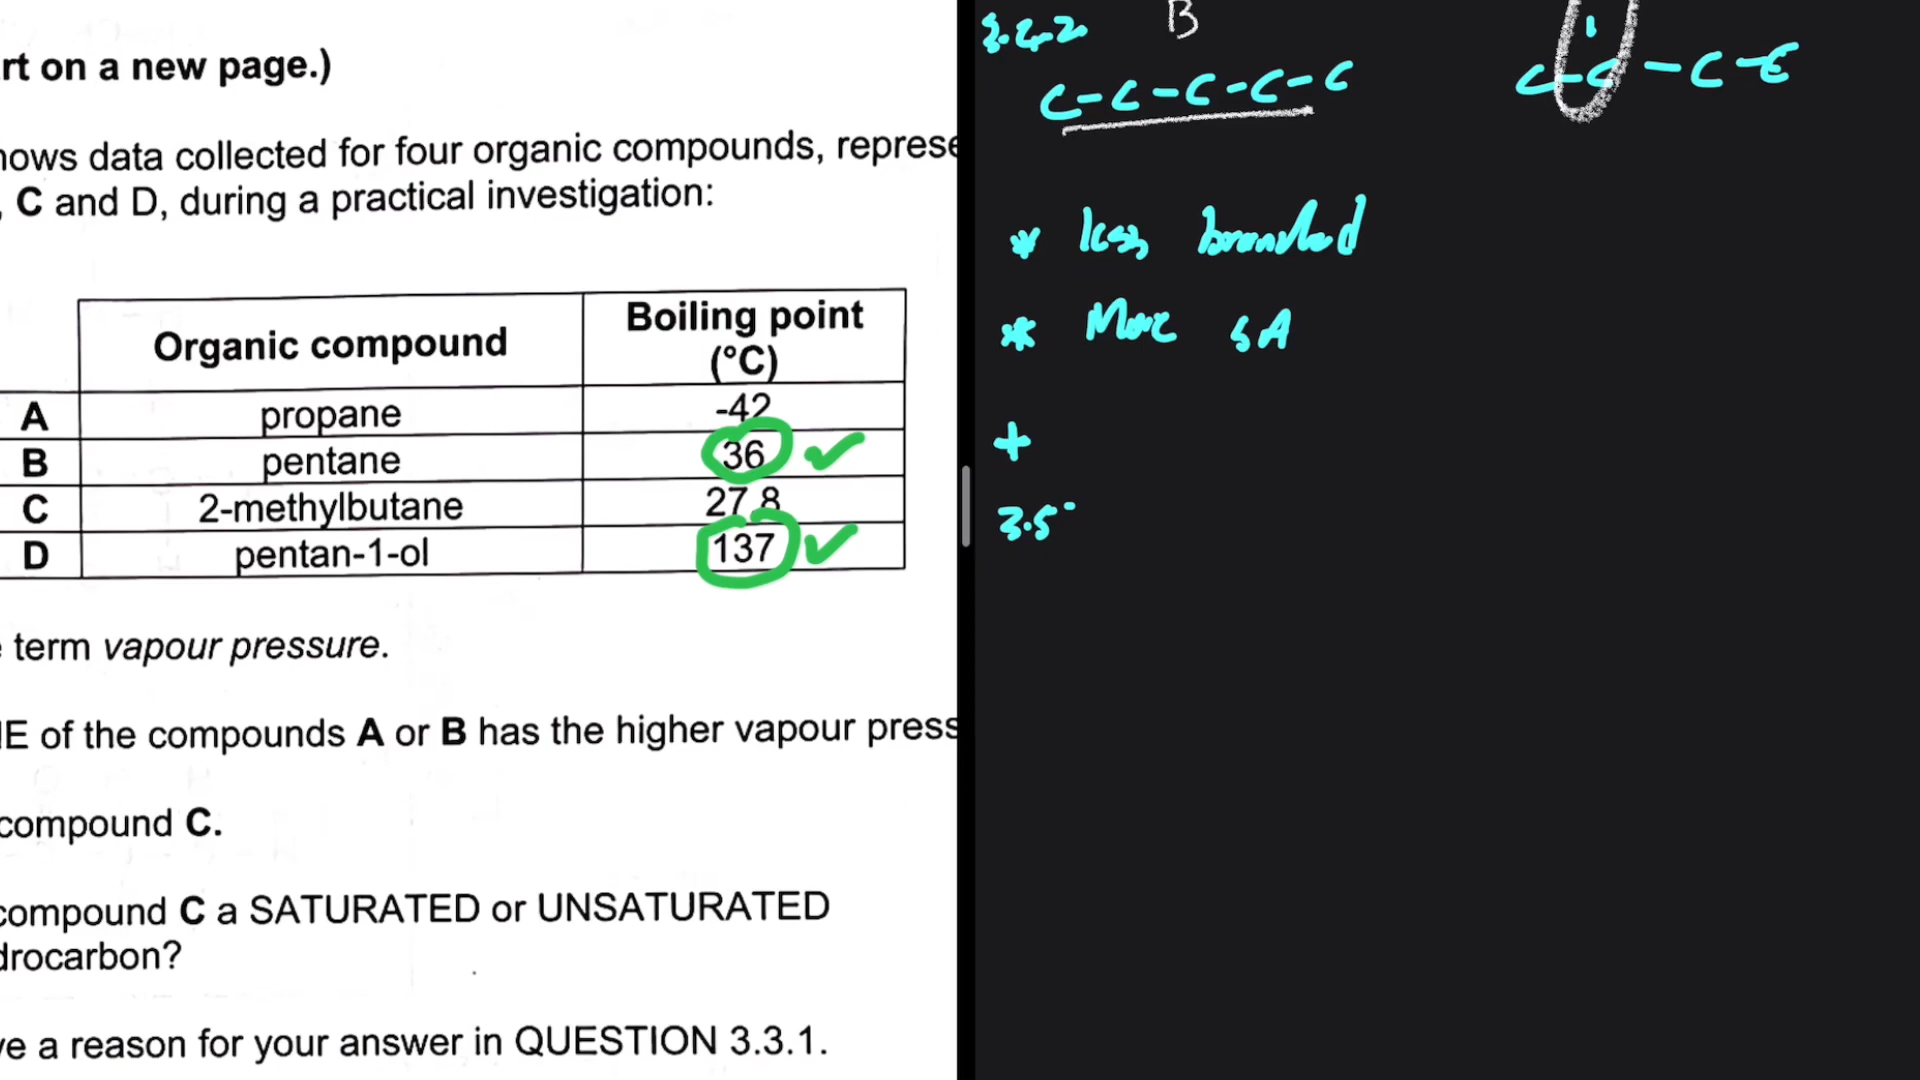 rt on a new page.)
hows data collected for four organic compounds, represe
, C and D, during a practical investigation:
Organic compound Boiling point (°C)
A propane -42
B pentane 36
C 2-methylbutane 27,8
D pentan-1-ol 137
term vapour pressure.
NE of the compounds A or B has the higher vapour press
compound C.
compound C a SATURATED or UNSATURATED
drocarbon?
ve a reason for your answer in QUESTION 3.3.1.
3.4.2 B
C-C-C-C-C C-C-C-C
* less branched
* More SA
+
3.5